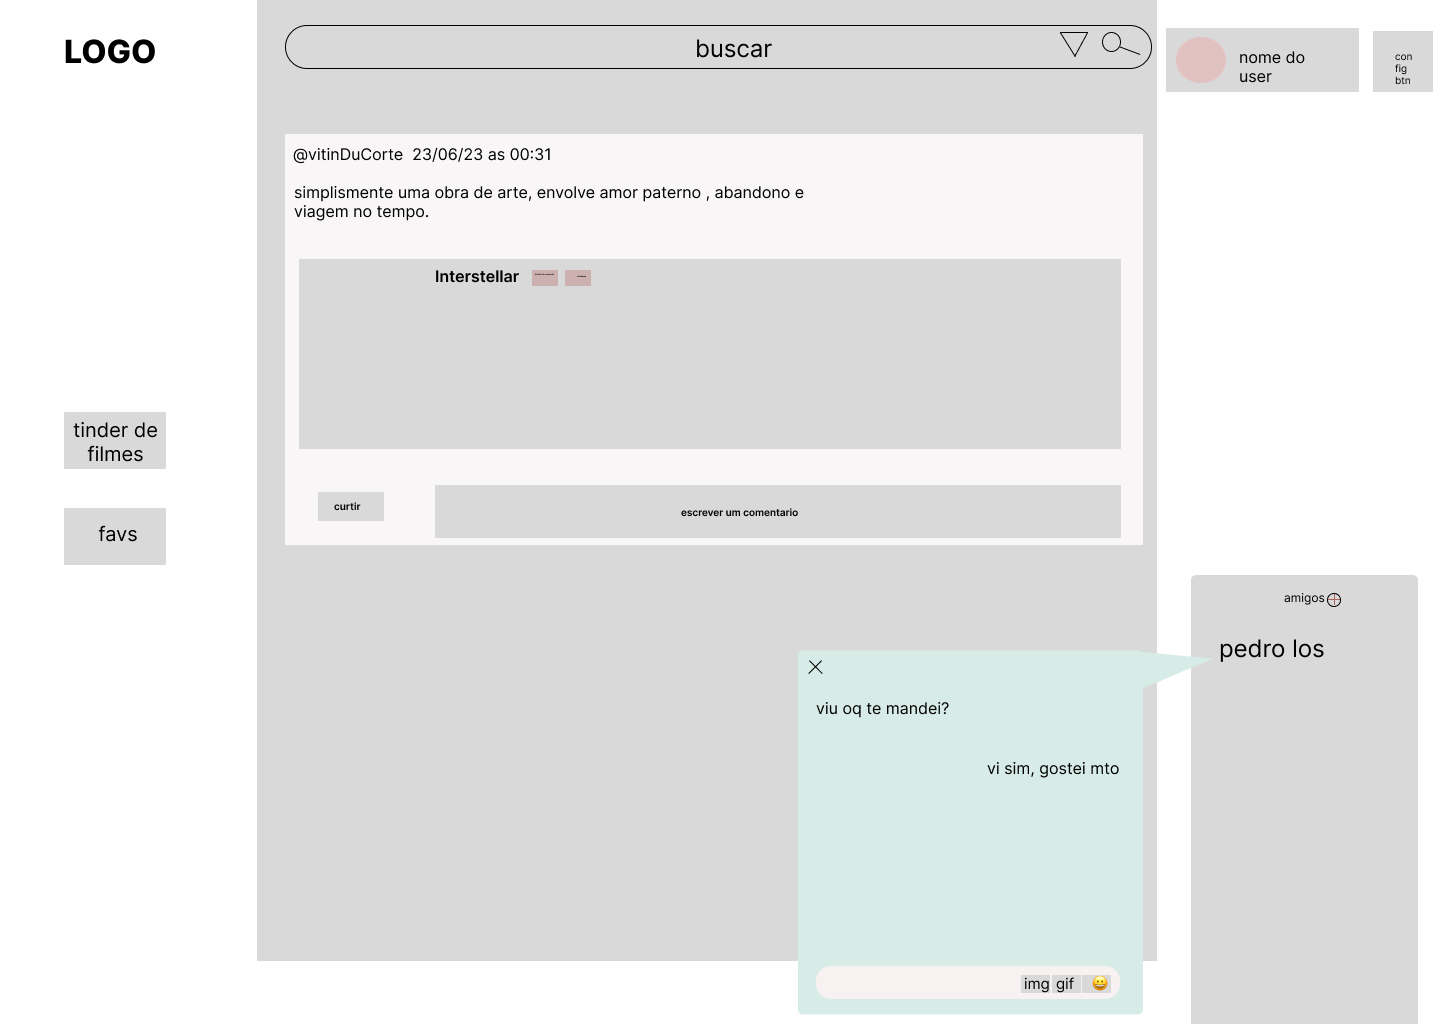 LOGO
buscar
nome do
user
con
fig
btn
@vitinDuCorte  23/06/23 as 00:31
simplismente uma obra de arte, envolve amor paterno , abandono e
viagem no tempo.
Interstellar
tinder de
filmes
curtir
escrever um comentario
favs
amigos
pedro los
viu oq te mandei?
vi sim, gostei mto
img gif 😀